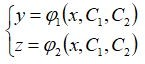 y = φ₁(x, C₁, C₂)
z = φ₂(x, C₁, C₂)